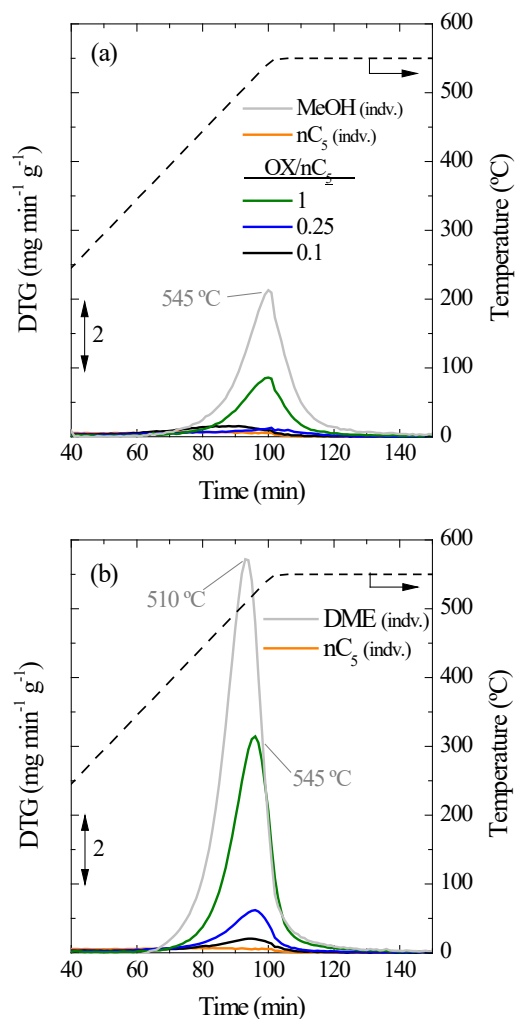 (a)
600
500
400
300
200
100
0
Temperature (ºC)
DTG (mg min⁻¹ g⁻¹)
MeOH (indv.)
nC₅ (indv.)
OX/nC₅
1
0.25
0.1
545 ºC
2
40 60 80 100 120 140
Time (min)
(b)
600
500
400
300
200
100
0
Temperature (ºC)
DTG (mg min⁻¹ g⁻¹)
510 ºC
DME (indv.)
nC₅ (indv.)
545 ºC
2
40 60 80 100 120 140
Time (min)